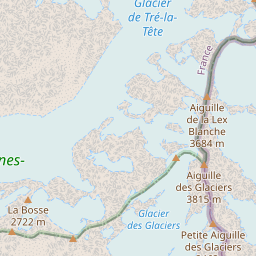 Glacier
de Tré-la-
Tête
France
Aiguille
de la Lex
Blanche
3684 m
nes-
Aiguille
des Glaciers
3815 m
La Bosse
2722 m
Glacier
des Glaciers
Petite Aiguille
des Glaciers